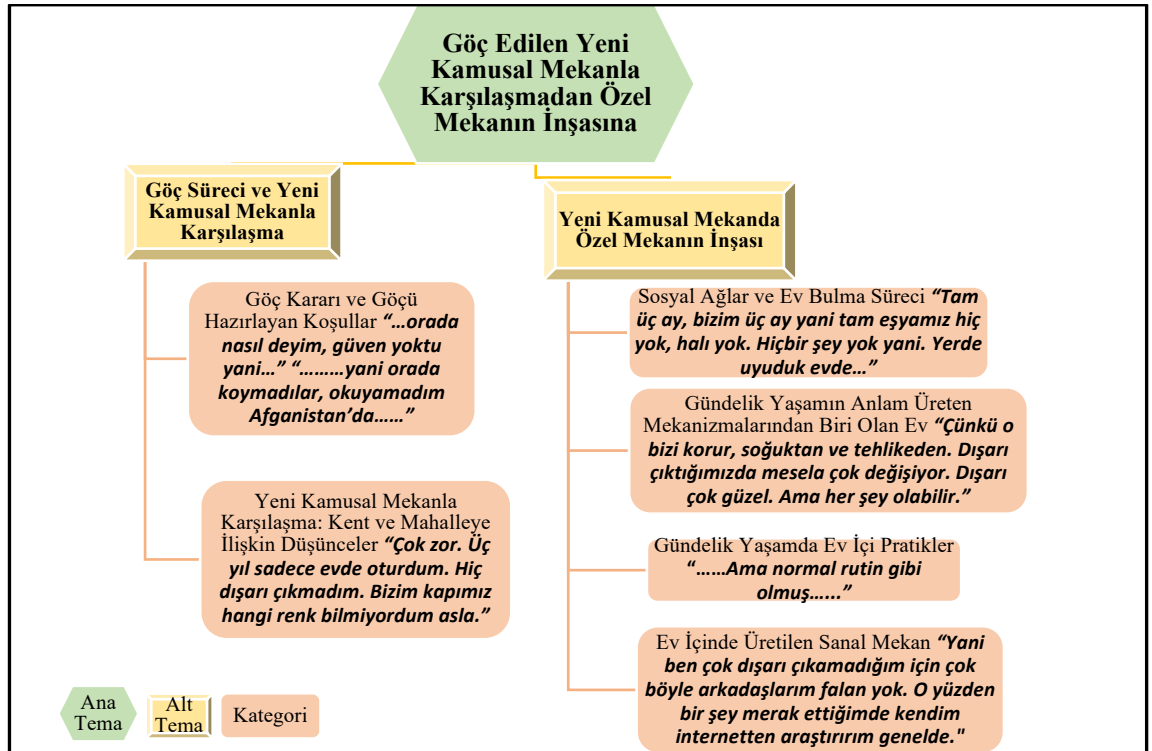 Göç Edilen Yeni
Kamusal Mekanla
Karşılaşmadan Özel
Mekanın İnşasına
Göç Süreci ve Yeni
Kamusal Mekanla
Karşılaşma
Göç Kararı ve Göçü
Hazırlayan Koşullar “…orada
nasıl deyim, güven yoktu
yani…” “………yani orada
koymadılar, okuyamadım
Afganistan’da……”
Yeni Kamusal Mekanla
Karşılaşma: Kent ve Mahalleye
İlişkin Düşünceler “Çok zor. Üç
yıl sadece evde oturdum. Hiç
dışarı çıkmadım. Bizim kapımız
hangi renk bilmiyordum asla.”
Yeni Kamusal Mekanda
Özel Mekanın İnşası
Sosyal Ağlar ve Ev Bulma Süreci “Tam
üç ay, bizim üç ay yani tam eşyamız hiç
yok, halı yok. Hiçbir şey yok yani. Yerde
uyuduk evde…”
Gündelik Yaşamın Anlam Üreten
Mekanizmalarından Biri Olan Ev “Çünkü o
bizi korur, soğuktan ve tehlikeden. Dışarı
çıktığımızda mesela çok değişiyor. Dışarı
çok güzel. Ama her şey olabilir.”
Gündelik Yaşamda Ev İçi Pratikler
“……Ama normal rutin gibi
olmuş…...”
Ev İçinde Üretilen Sanal Mekan “Yani
ben çok dışarı çıkamadığım için çok
böyle arkadaşlarım falan yok. O yüzden
bir şey merak ettiğimde kendim
internetten araştırırım genelde."
Ana
Tema
Alt
Tema
Kategori